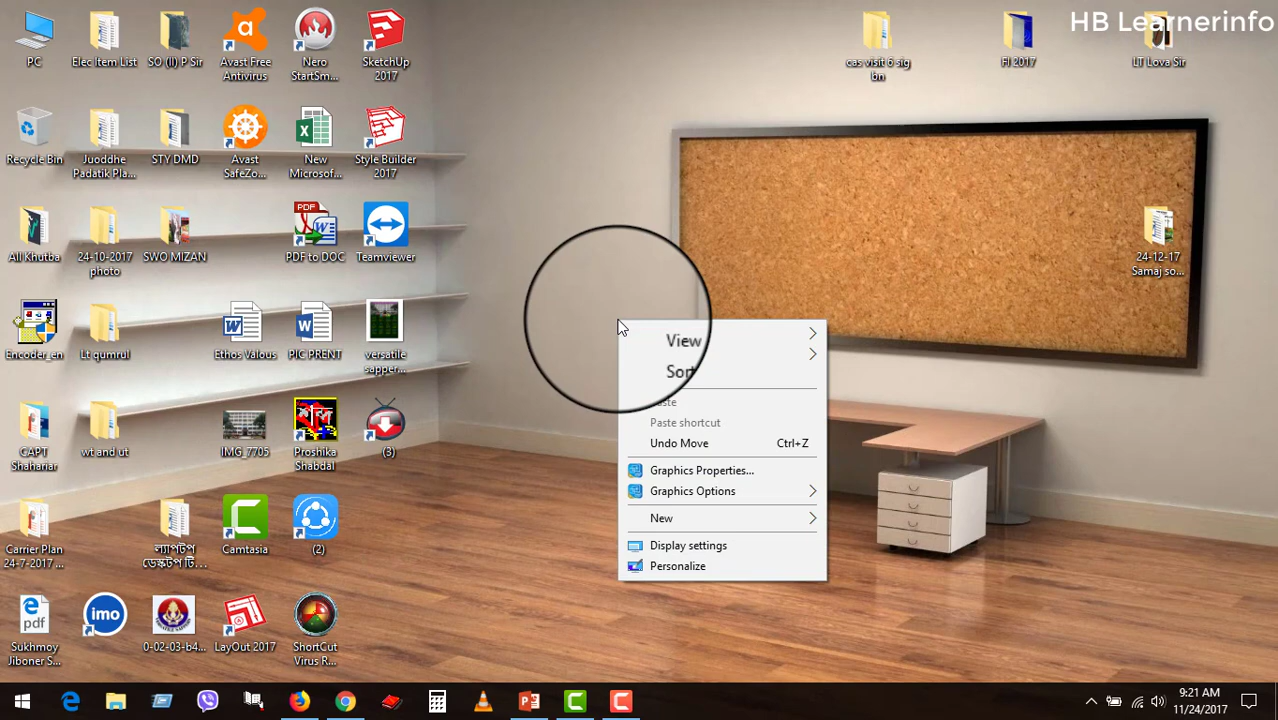 HB Learnerinfo
PC
Elec Item List
SO (II) P Sir
Avast Free
Antivirus
Nero
StartSm...
SketchUp
2017
cas visit 6 sig
bn
FI 2017
LT Lova Sir
Recycle Bin
Juoddhe
Padatik Pla...
STY DMD
Avast
SafeZo...
New
Microsof...
Style Builder
2017
Ali Khutba
24-10-2017
photo
SWO MIZAN
PDF
PDF to DOC
Teamviewer
24-12-17
Samaj so...
Encoder_en
Lt qumrul
Ethos Valous
PIC PRENT
versatile
sapper...
CAPT
Shahariar
wt and ut
IMG_7705
Proshika
Shabdal
(3)
Carrier Plan
24-7-2017 ...
ল্যাপটপ
ডেস্কটপ টি...
Camtasia
(2)
pdf
Sukhmoy
Jiboner S...
imo
0-02-03-b4...
LayOut 2017
ShortCut
Virus R...
View
Sort
Paste shortcut
Undo Move Ctrl+Z
Graphics Properties...
Graphics Options
New
Display settings
Personalize
9:21 AM
11/24/2017